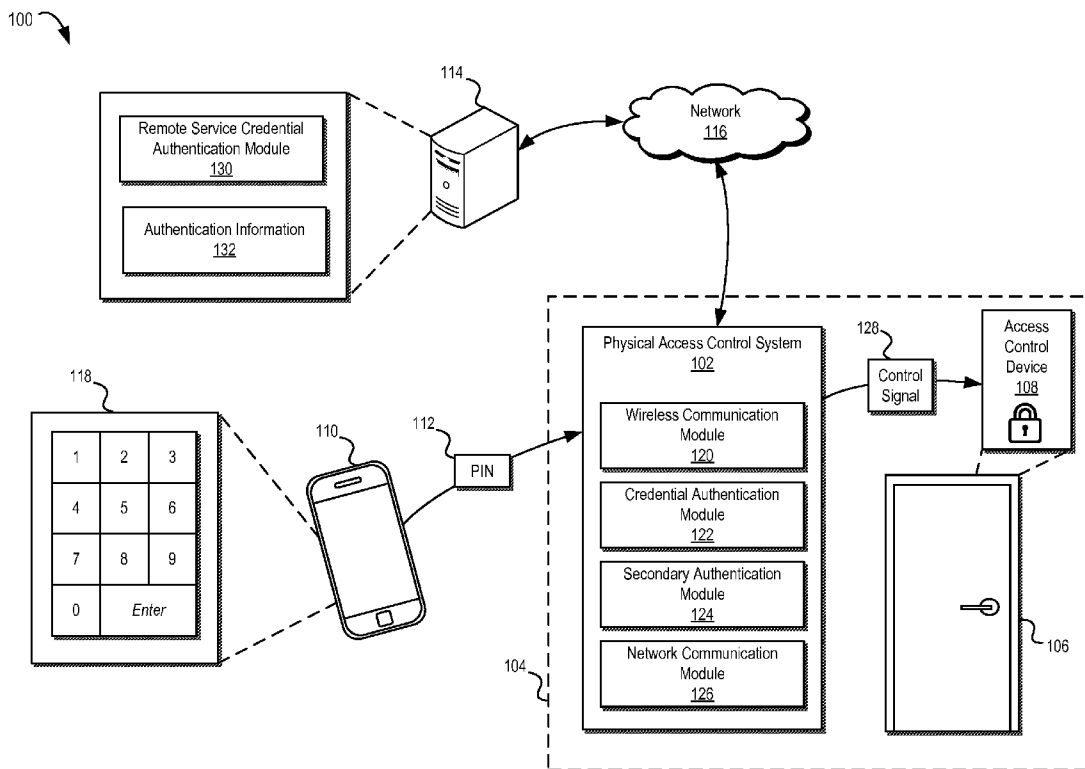 100
114
Remote Service Credential
Authentication Module
130
Authentication Information
132
Network
116
118
1 2 3
4 5 6
7 8 9
0 Enter
110
112
PIN
Physical Access Control System
102
Wireless Communication
Module
120
Credential Authentication
Module
122
Secondary Authentication
Module
124
Network Communication
Module
126
128
Control
Signal
Access
Control
Device
108
104
106